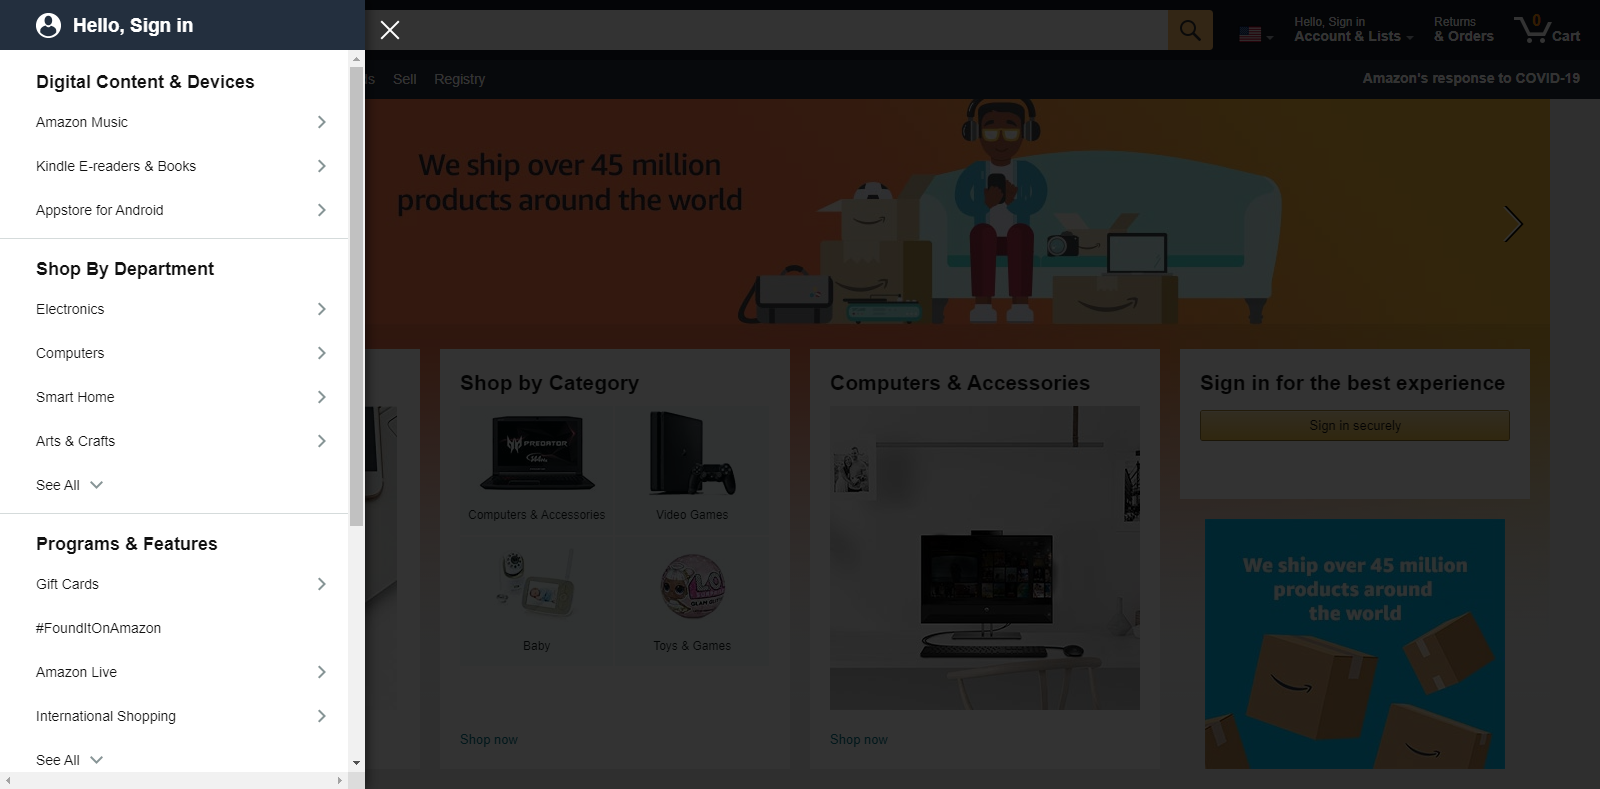 Hello, Sign in
Digital Content & Devices
Amazon Music
Kindle E-readers & Books
Appstore for Android
Shop By Department
Electronics
Computers
Smart Home
Arts & Crafts
See All
Programs & Features
Gift Cards
#FoundItOnAmazon
Amazon Live
International Shopping
See All
Hello, Sign in
Account & Lists
Returns
& Orders
0
Cart
Sell
Registry
Amazon's response to COVID-19
We ship over 45 million
products around the world
Shop by Category
PREDATOR
Computers & Accessories
Video Games
Baby
Toys & Games
Shop now
Computers & Accessories
Shop now
Sign in for the best experience
Sign in securely
We ship over 45 million
products around
the world